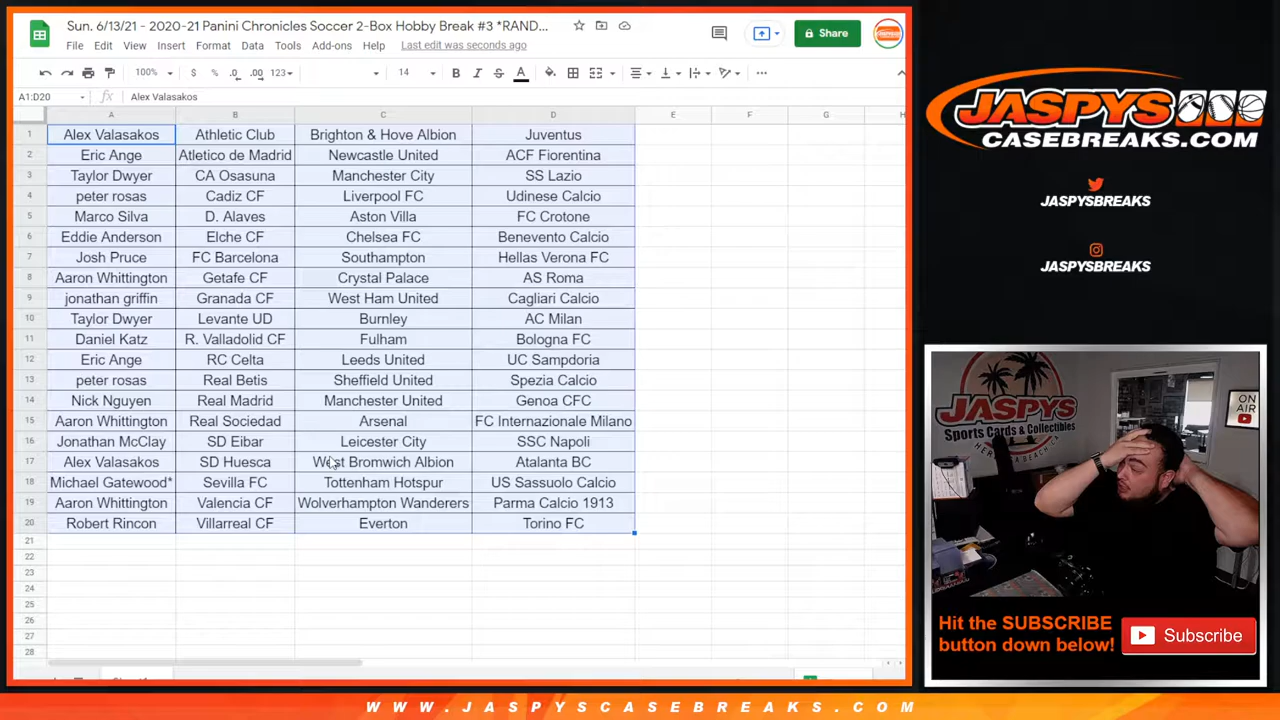 Sun. 6/13/21 - 2020-21 Panini Chronicles Soccer 2-Box Hobby Break #3 *RAND...
File Edit View Insert Format Data Tools Add-ons Help Last edit was seconds ago
Share
100% $ % .0 .00 123 14 B I S A
A1:D20 fx Alex Valasakos
A B C D E F G H
1 Alex Valasakos Athletic Club Brighton & Hove Albion Juventus
2 Eric Ange Atletico de Madrid Newcastle United ACF Fiorentina
3 Taylor Dwyer CA Osasuna Manchester City SS Lazio
4 peter rosas Cadiz CF Liverpool FC Udinese Calcio
5 Marco Silva D. Alaves Aston Villa FC Crotone
6 Eddie Anderson Elche CF Chelsea FC Benevento Calcio
7 Josh Pruce FC Barcelona Southampton Hellas Verona FC
8 Aaron Whittington Getafe CF Crystal Palace AS Roma
9 jonathan griffin Granada CF West Ham United Cagliari Calcio
10 Taylor Dwyer Levante UD Burnley AC Milan
11 Daniel Katz R. Valladolid CF Fulham Bologna FC
12 Eric Ange RC Celta Leeds United UC Sampdoria
13 peter rosas Real Betis Sheffield United Spezia Calcio
14 Nick Nguyen Real Madrid Manchester United Genoa CFC
15 Aaron Whittington Real Sociedad Arsenal FC Internazionale Milano
16 Jonathan McClay SD Eibar Leicester City SSC Napoli
17 Alex Valasakos SD Huesca West Bromwich Albion Atalanta BC
18 Michael Gatewood* Sevilla FC Tottenham Hotspur US Sassuolo Calcio
19 Aaron Whittington Valencia CF Wolverhampton Wanderers Parma Calcio 1913
20 Robert Rincon Villarreal CF Everton Torino FC
21
22
23
24
25
26
27
28
JASPYS
CASEBREAKS.COM
JASPYSBREAKS
JASPYSBREAKS
JASPYS
Sports Cards & Collectibles
ON
AIR
Hit the SUBSCRIBE
button down below!
Subscribe
WWW.JASPYSCASEBREAKS.COM